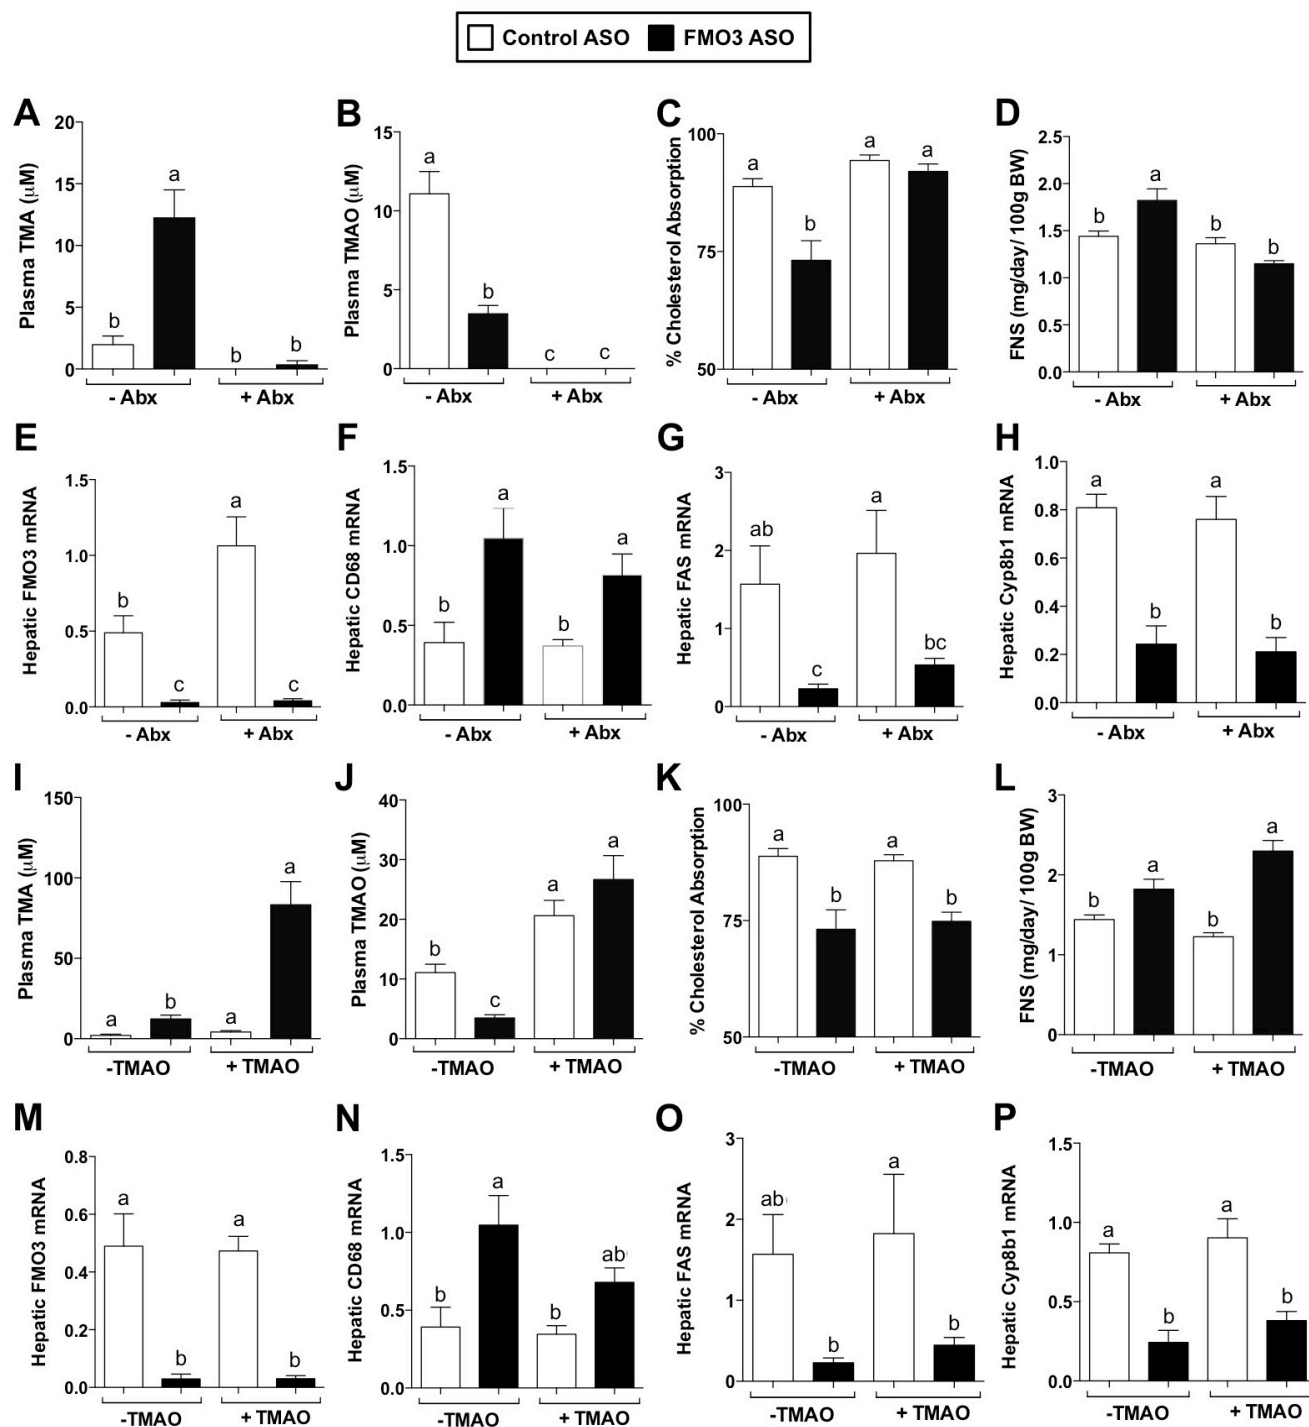 Control ASO FMO3 ASO
A B C D
Plasma TMA (μM)
20
15
10
5
0
b a b b
- Abx + Abx
Plasma TMAO (μM)
15
10
5
0
a b c c
- Abx + Abx
% Cholesterol Absorption
100
75
50
a b a a
- Abx + Abx
FNS (mg/day/ 100g BW)
2.5
2.0
1.5
1.0
0.5
0.0
b a b b
- Abx + Abx
E F G H
Hepatic FMO3 mRNA
1.5
1.0
0.5
0.0
b c a c
- Abx + Abx
Hepatic CD68 mRNA
1.5
1.0
0.5
0.0
b a b a
- Abx + Abx
Hepatic FAS mRNA
3
2
1
0
ab c a bc
- Abx + Abx
Hepatic Cyp8b1 mRNA
1.0
0.8
0.6
0.4
0.2
0.0
a b a b
- Abx + Abx
I J K L
Plasma TMA (μM)
150
100
50
0
a b a a
-TMAO + TMAO
Plasma TMAO (μM)
40
30
20
10
0
b c a a
-TMAO + TMAO
% Cholesterol Absorption
100
75
50
a b a b
-TMAO + TMAO
FNS (mg/day/ 100g BW)
3
2
1
0
b a b a
-TMAO + TMAO
M N O P
Hepatic FMO3 mRNA
0.8
0.6
0.4
0.2
0.0
a b a b
-TMAO + TMAO
Hepatic CD68 mRNA
1.5
1.0
0.5
0.0
b a b ab
-TMAO + TMAO
Hepatic FAS mRNA
3
2
1
0
ab b a b
-TMAO + TMAO
Hepatic Cyp8b1 mRNA
1.5
1.0
0.5
0.0
a b a b
-TMAO + TMAO